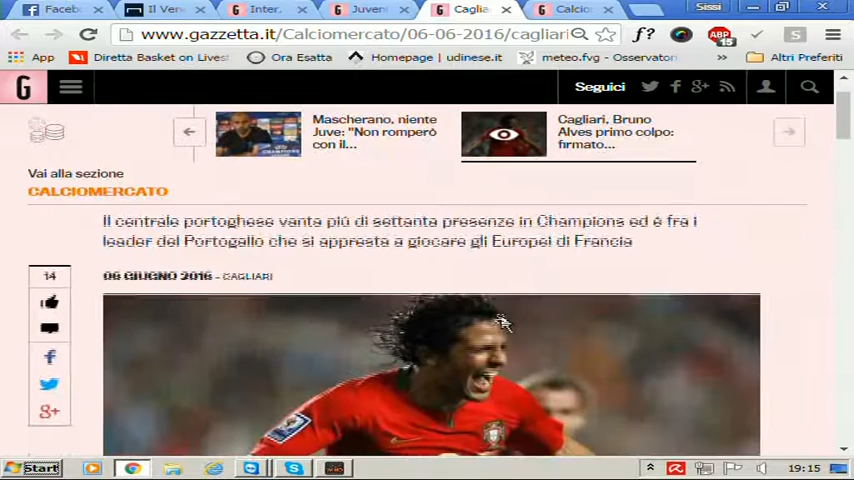 Faceb
Il Ver
Inter,
Juven
Caglia
Calcio
Sissi
www.gazzetta.it/Calciomercato/06-06-2016/cagliari
f?
ABP
15
S
App
Diretta Basket on Livesc
Ora Esatta
Homepage | udinese.it
meteo.fvg - Osservator
»
Altri Preferiti
G
Seguici
Mascherano, niente
Juve: "Non romperò
con il...
Cagliari, Bruno
Alves primo colpo:
firmato...
Vai alla sezione
CALCIOMERCATO
Il centrale portoghese vanta più di settanta presenze in Champions ed è fra i
leader del Portogallo che si appresta a giocare gli Europei di Francia
14
06 GIUGNO 2016 - CAGLIARI
Start
19:15